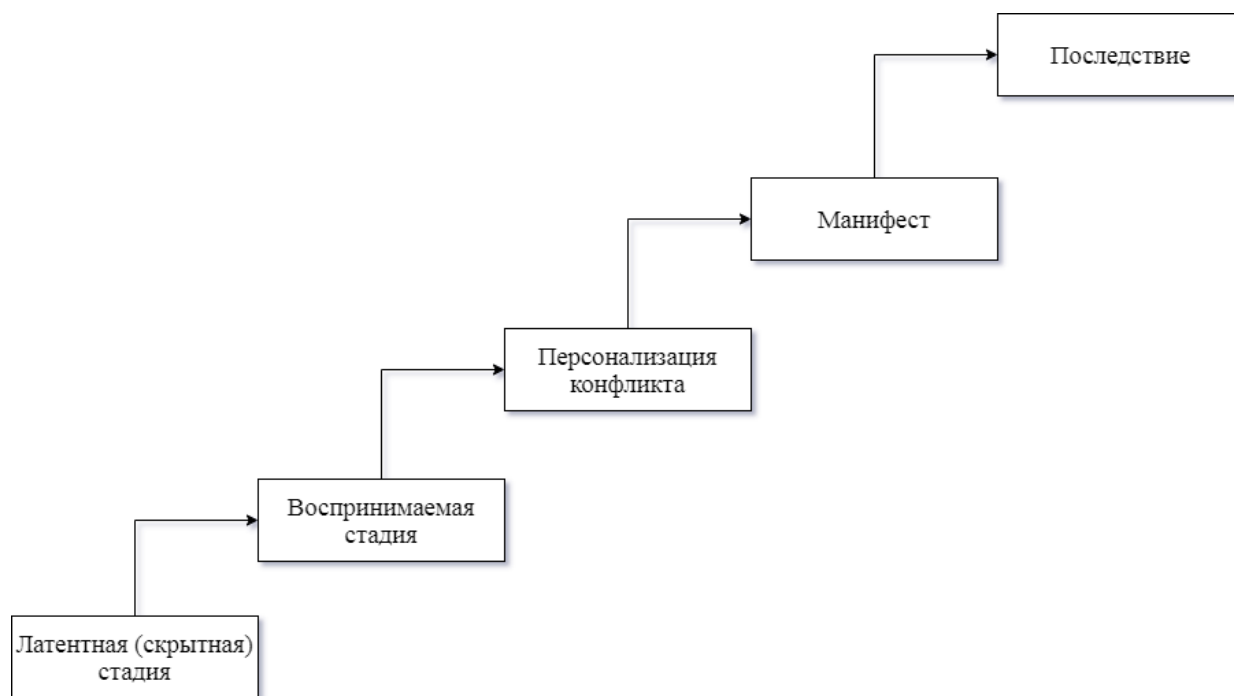 Последствие
Манифест
Персонализация
конфликта
Воспринимаемая
стадия
Латентная (скрытная)
стадия